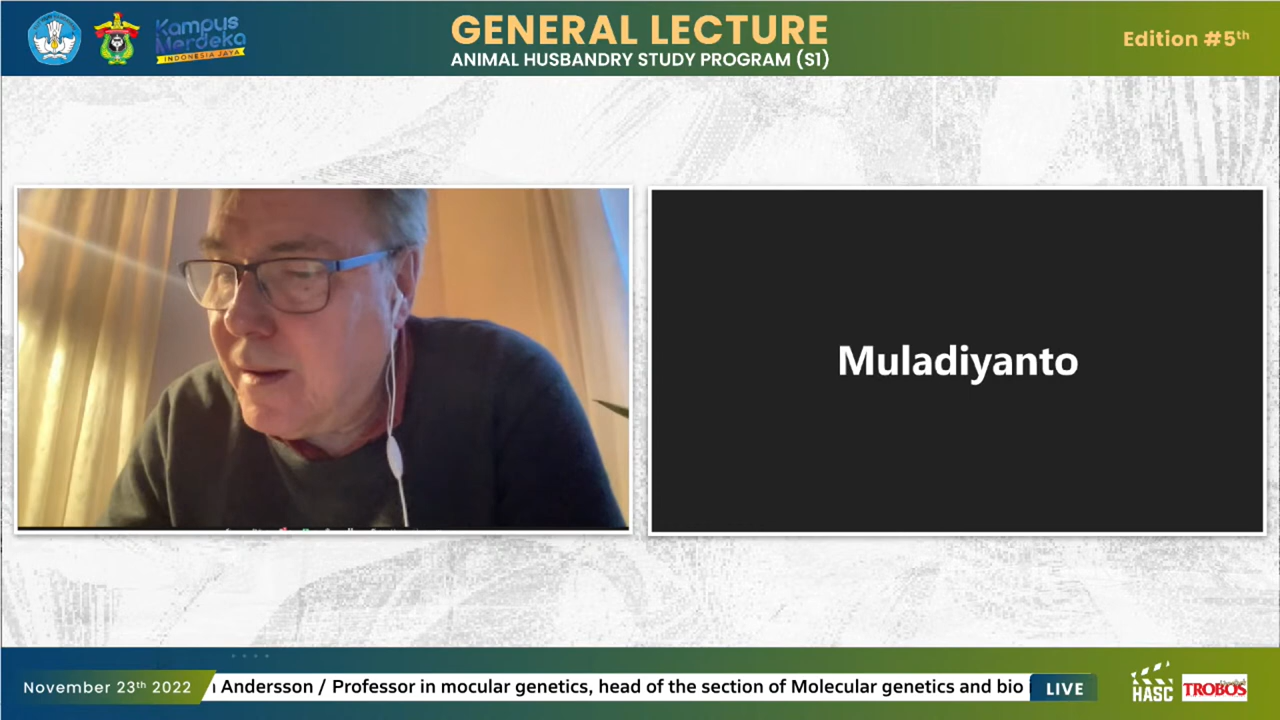 Kampus
Merdeka
INDONESIA JAYA
GENERAL LECTURE
ANIMAL HUSBANDRY STUDY PROGRAM (S1)
Edition #5th
Muladiyanto
November 23th 2022
Andersson / Professor in mocular genetics, head of the section of Molecular genetics and bio
LIVE
HASC
TROBOS